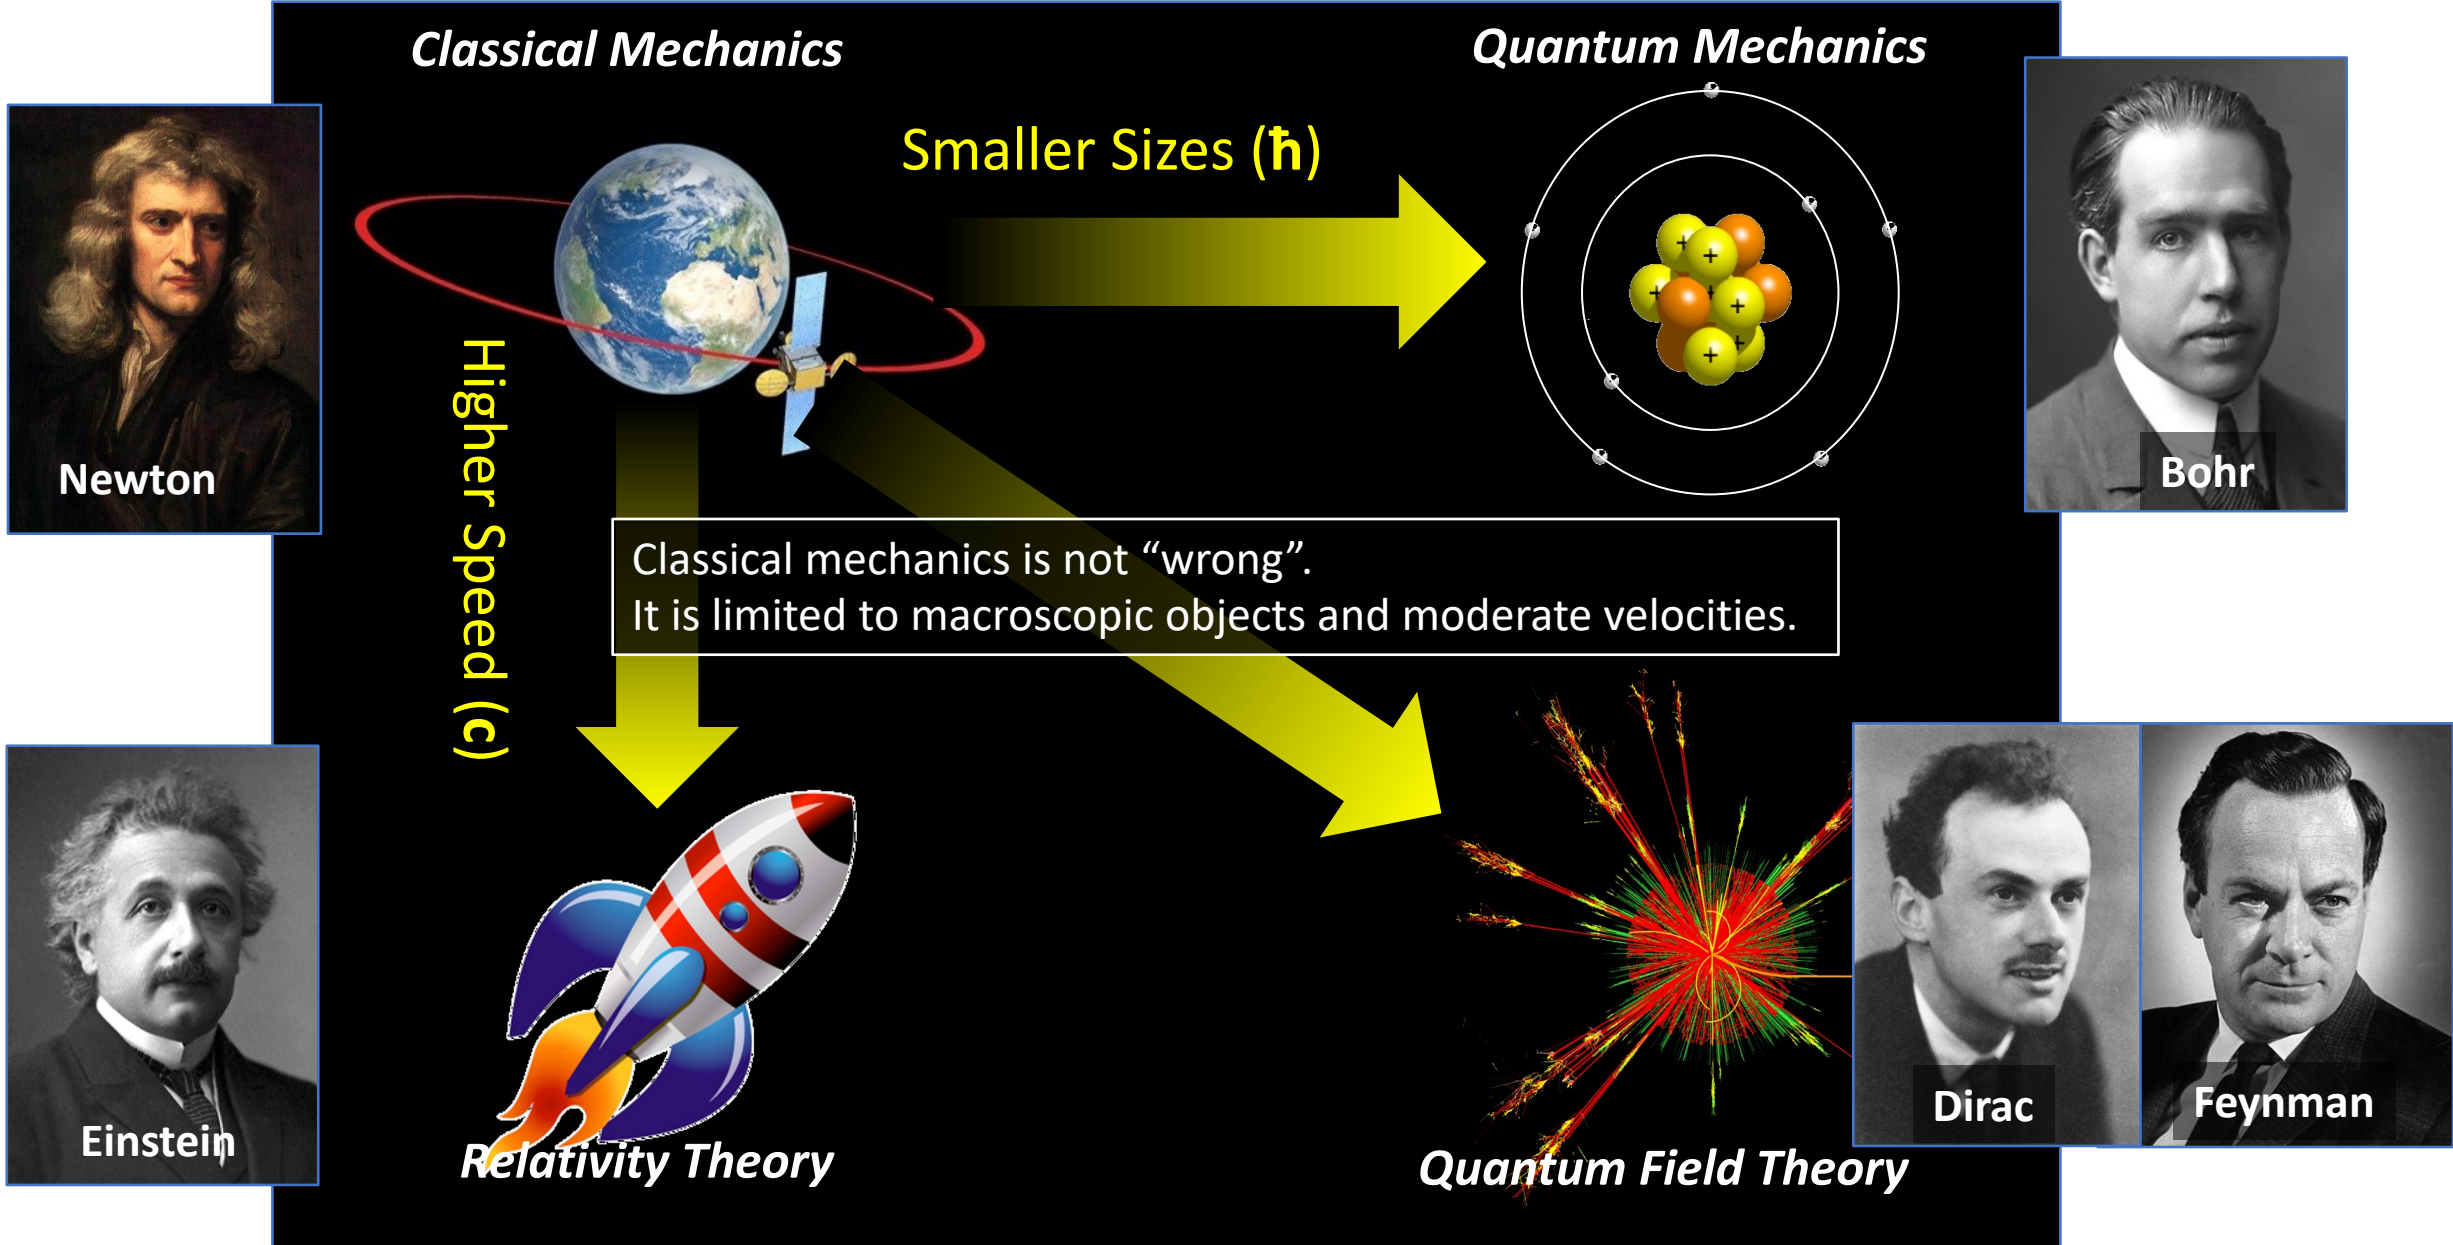 Classical Mechanics
Quantum Mechanics
Smaller Sizes (ħ)
Newton
Bohr
Higher Speed (c)
Classical mechanics is not “wrong”.
It is limited to macroscopic objects and moderate velocities.
Einstein
Dirac
Feynman
Relativity Theory
Quantum Field Theory
+
+
+
+
+
+
+